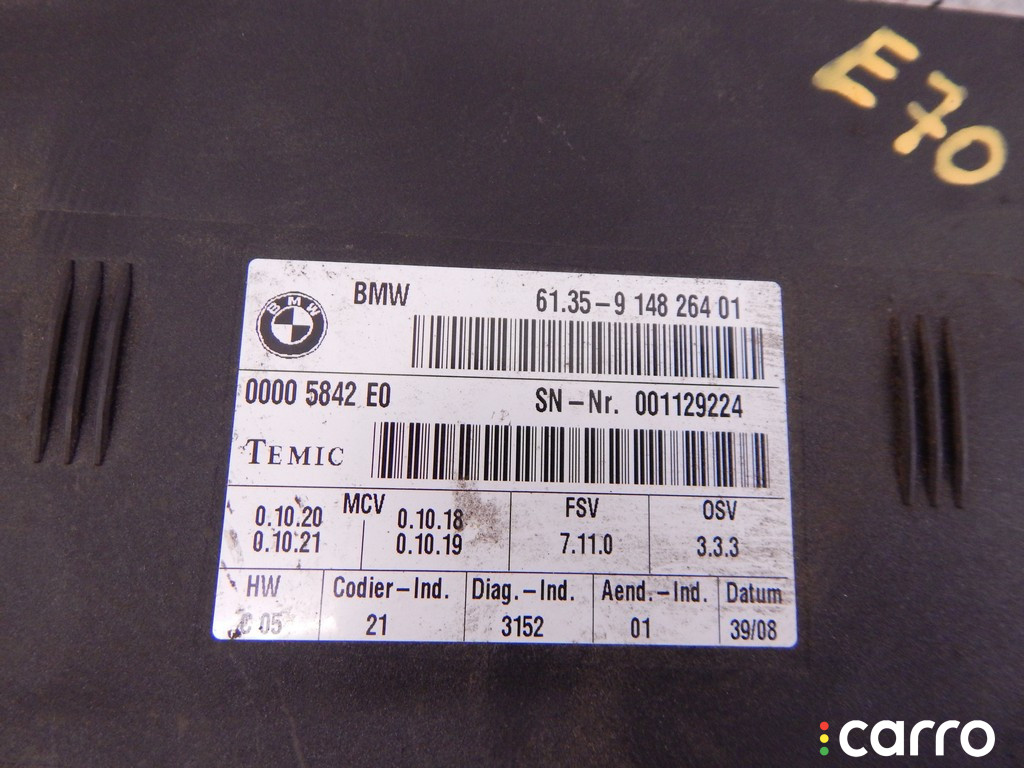 E70
BMW
BMW 61.35-9 148 264 01
0000 5842 E0 SN-Nr. 001129224
TEMIC
MCV FSV OSV
0.10.20 0.10.18 7.11.0 3.3.3
0.10.21 0.10.19
HW Codier-Ind. Diag.-Ind. Aend.-Ind. Datum
C 05 21 3152 01 39/08
carro